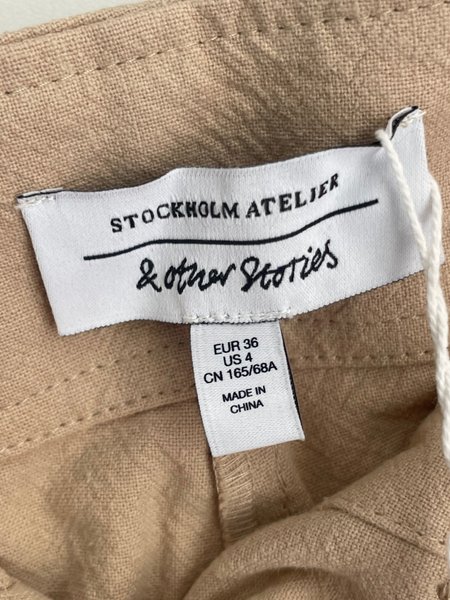 STOCKHOLM ATELIER
& other Stories
EUR 36
US 4
CN 165/68A
MADE IN
CHINA